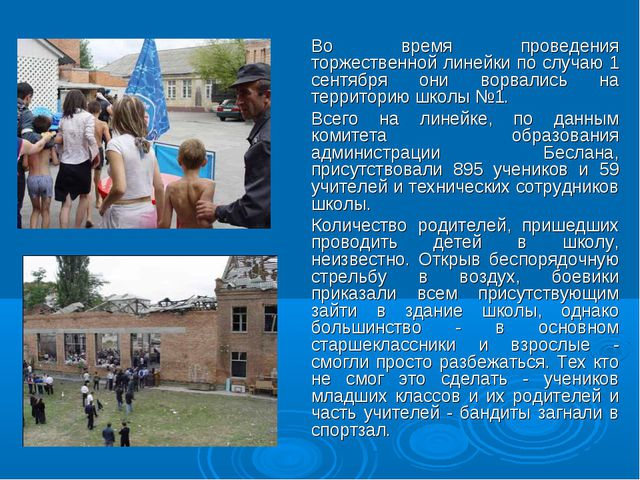 Во время проведения
торжественной линейки по случаю 1
сентября они ворвались на
территорию школы №1.
Всего на линейке, по данным
комитета образования
администрации Беслана,
присутствовали 895 учеников и 59
учителей и технических сотрудников
школы.
Количество родителей, пришедших
проводить детей в школу,
неизвестно. Открыв беспорядочную
стрельбу в воздух, боевики
приказали всем присутствующим
зайти в здание школы, однако
большинство - в основном
старшеклассники и взрослые -
смогли просто разбежаться. Тех кто
не смог это сделать - учеников
младших классов и их родителей и
часть учителей - бандиты загнали в
спортзал.